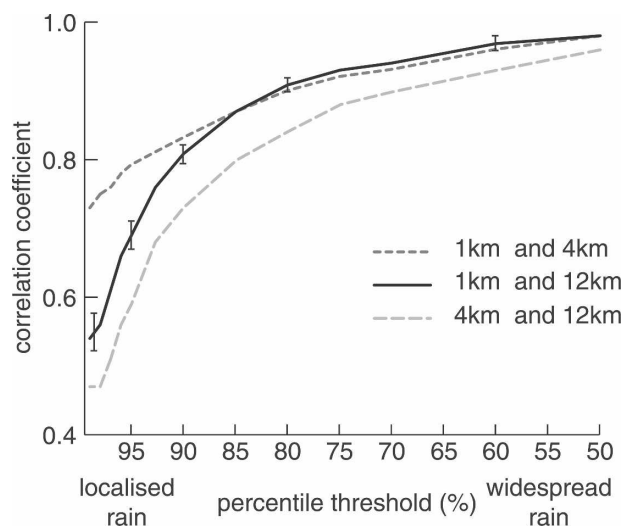 1.0
0.8
0.6
0.4
correlation coefficient
1km and 4km
1km and 12km
4km and 12km
95 90 85 80 75 70 65 60 55 50
localised rain
percentile threshold (%)
widespread rain